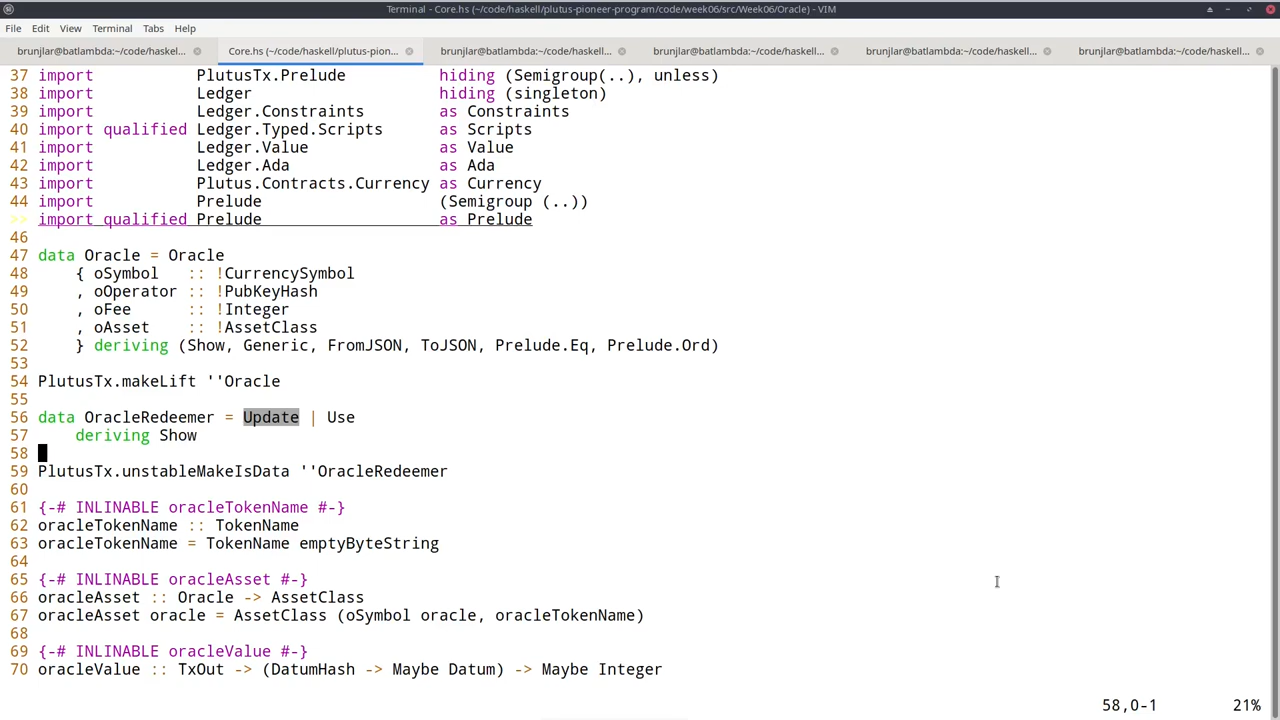 Terminal - Core.hs (~/code/haskell/plutus-pioneer-program/code/week06/src/Week06/Oracle) - VIM
File Edit View Terminal Tabs Help
brunjlar@batlambda:~/code/haskell... Core.hs (~/code/haskell/plutus-pion... brunjlar@batlambda:~/code/haskell... brunjlar@batlambda:~/code/haskell... brunjlar@batlambda:~/code/haskell... brunjlar@batlambda:~/code/haskell...
37 import           PlutusTx.Prelude          hiding (Semigroup(..), unless)
38 import           Ledger                    hiding (singleton)
39 import           Ledger.Constraints        as Constraints
40 import qualified Ledger.Typed.Scripts      as Scripts
41 import           Ledger.Value              as Value
42 import           Ledger.Ada                as Ada
43 import           Plutus.Contracts.Currency as Currency
44 import           Prelude                   (Semigroup (..))
>> import qualified Prelude                   as Prelude
46
47 data Oracle = Oracle
48     { oSymbol   :: !CurrencySymbol
49     , oOperator :: !PubKeyHash
50     , oFee      :: !Integer
51     , oAsset    :: !AssetClass
52     } deriving (Show, Generic, FromJSON, ToJSON, Prelude.Eq, Prelude.Ord)
53
54 PlutusTx.makeLift ''Oracle
55
56 data OracleRedeemer = Update | Use
57     deriving Show
58
59 PlutusTx.unstableMakeIsData ''OracleRedeemer
60
61 {-# INLINABLE oracleTokenName #-}
62 oracleTokenName :: TokenName
63 oracleTokenName = TokenName emptyByteString
64
65 {-# INLINABLE oracleAsset #-}
66 oracleAsset :: Oracle -> AssetClass
67 oracleAsset oracle = AssetClass (oSymbol oracle, oracleTokenName)
68
69 {-# INLINABLE oracleValue #-}
70 oracleValue :: TxOut -> (DatumHash -> Maybe Datum) -> Maybe Integer
58,0-1 21%